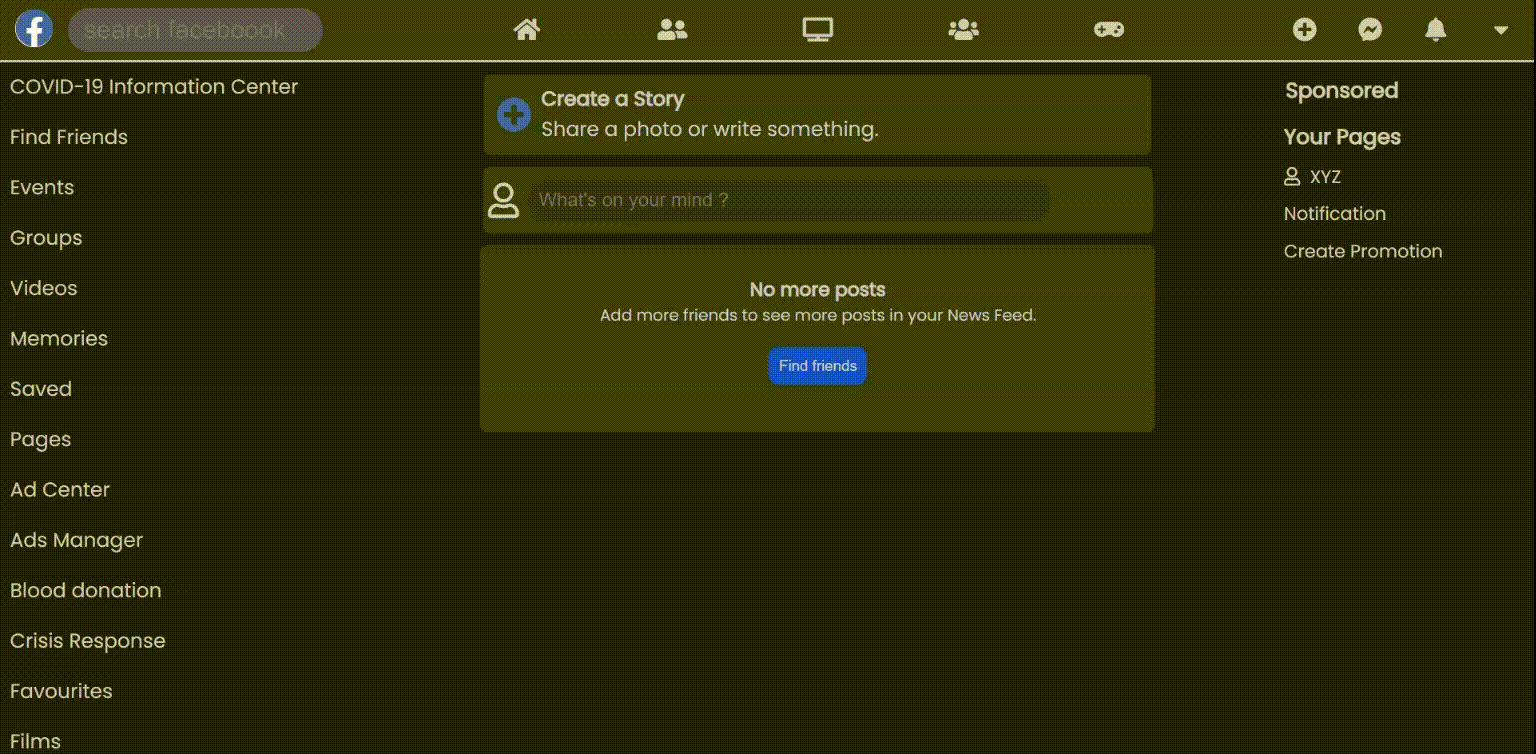 search faceboook
COVID-19 Information Center
Find Friends
Events
Groups
Videos
Memories
Saved
Pages
Ad Center
Ads Manager
Blood donation
Crisis Response
Favourites
Films
Create a Story
Share a photo or write something.
What's on your mind ?
No more posts
Add more friends to see more posts in your News Feed.
Find friends
Sponsored
Your Pages
XYZ
Notification
Create Promotion